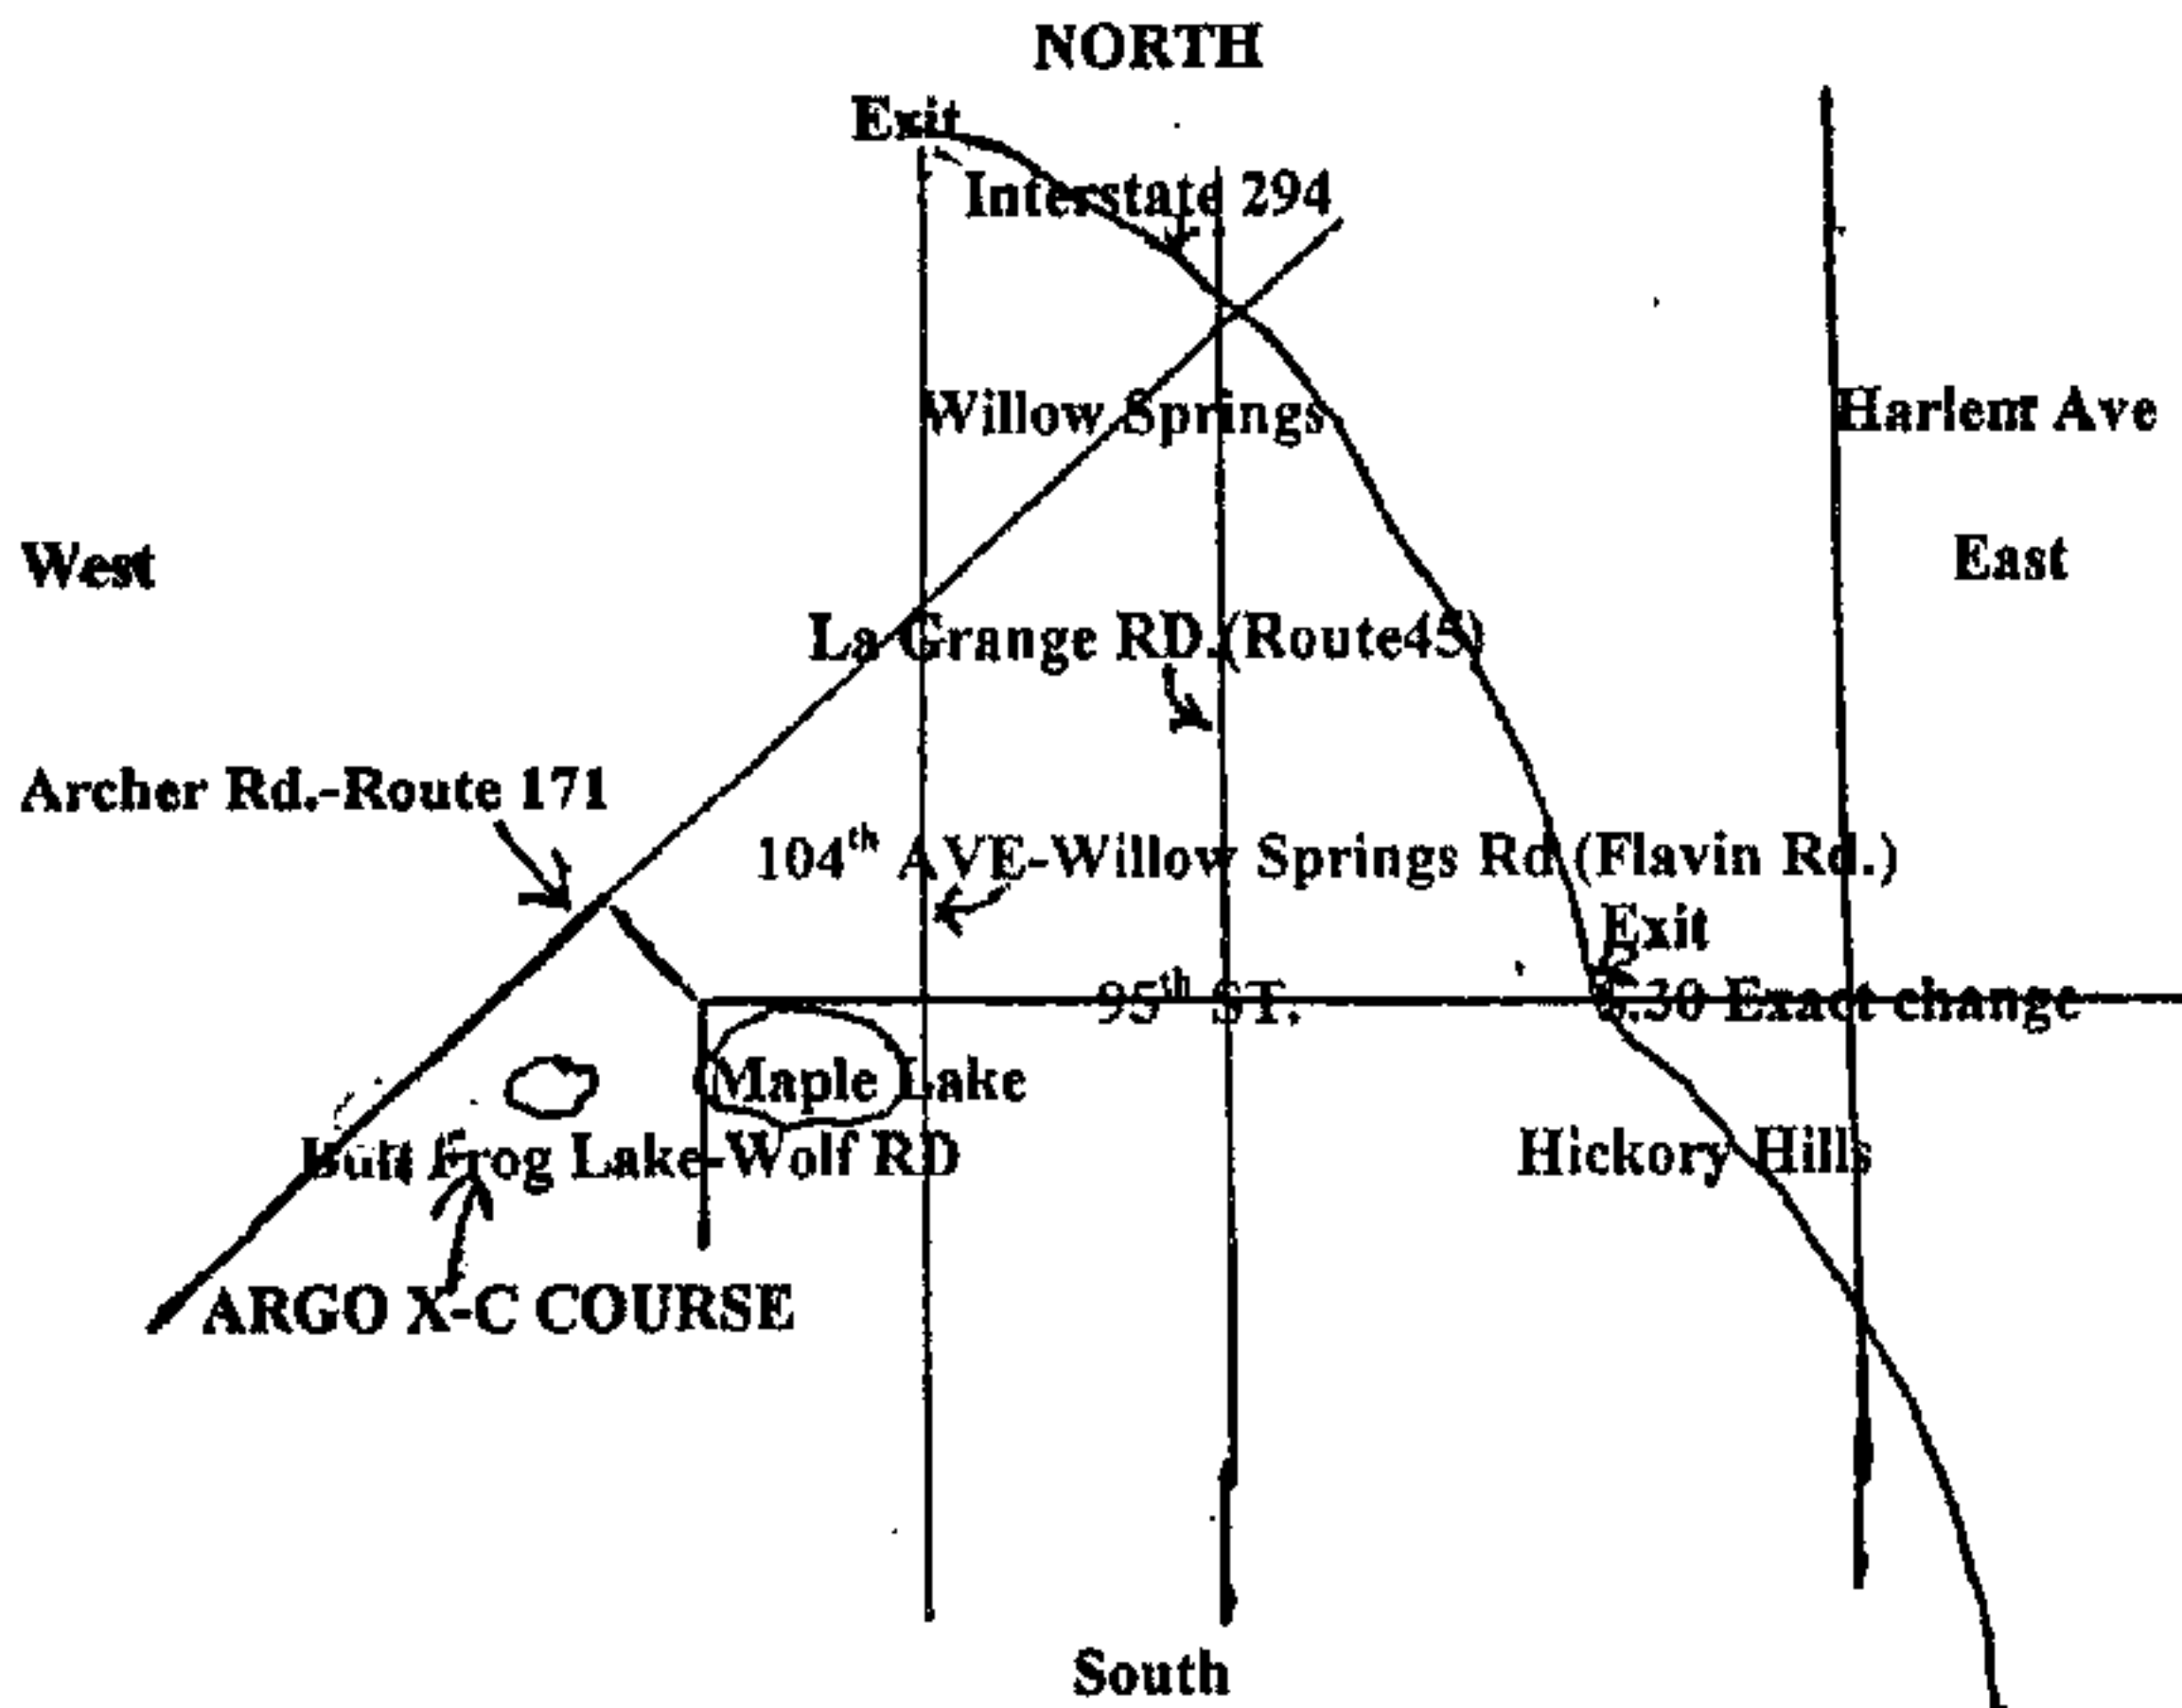 NORTH
Exit
Interstate 294
Willow Springs
Harlem Ave
West
East
La Grange RD.(Route45)
Archer Rd.-Route 171
104th AVE-Willow Springs Rd (Flavin Rd.)
Exit
95th ST.
.30 Exact change
Maple Lake
Bull Frog Lake-Wolf RD
Hickory Hills
ARGO X-C COURSE
South